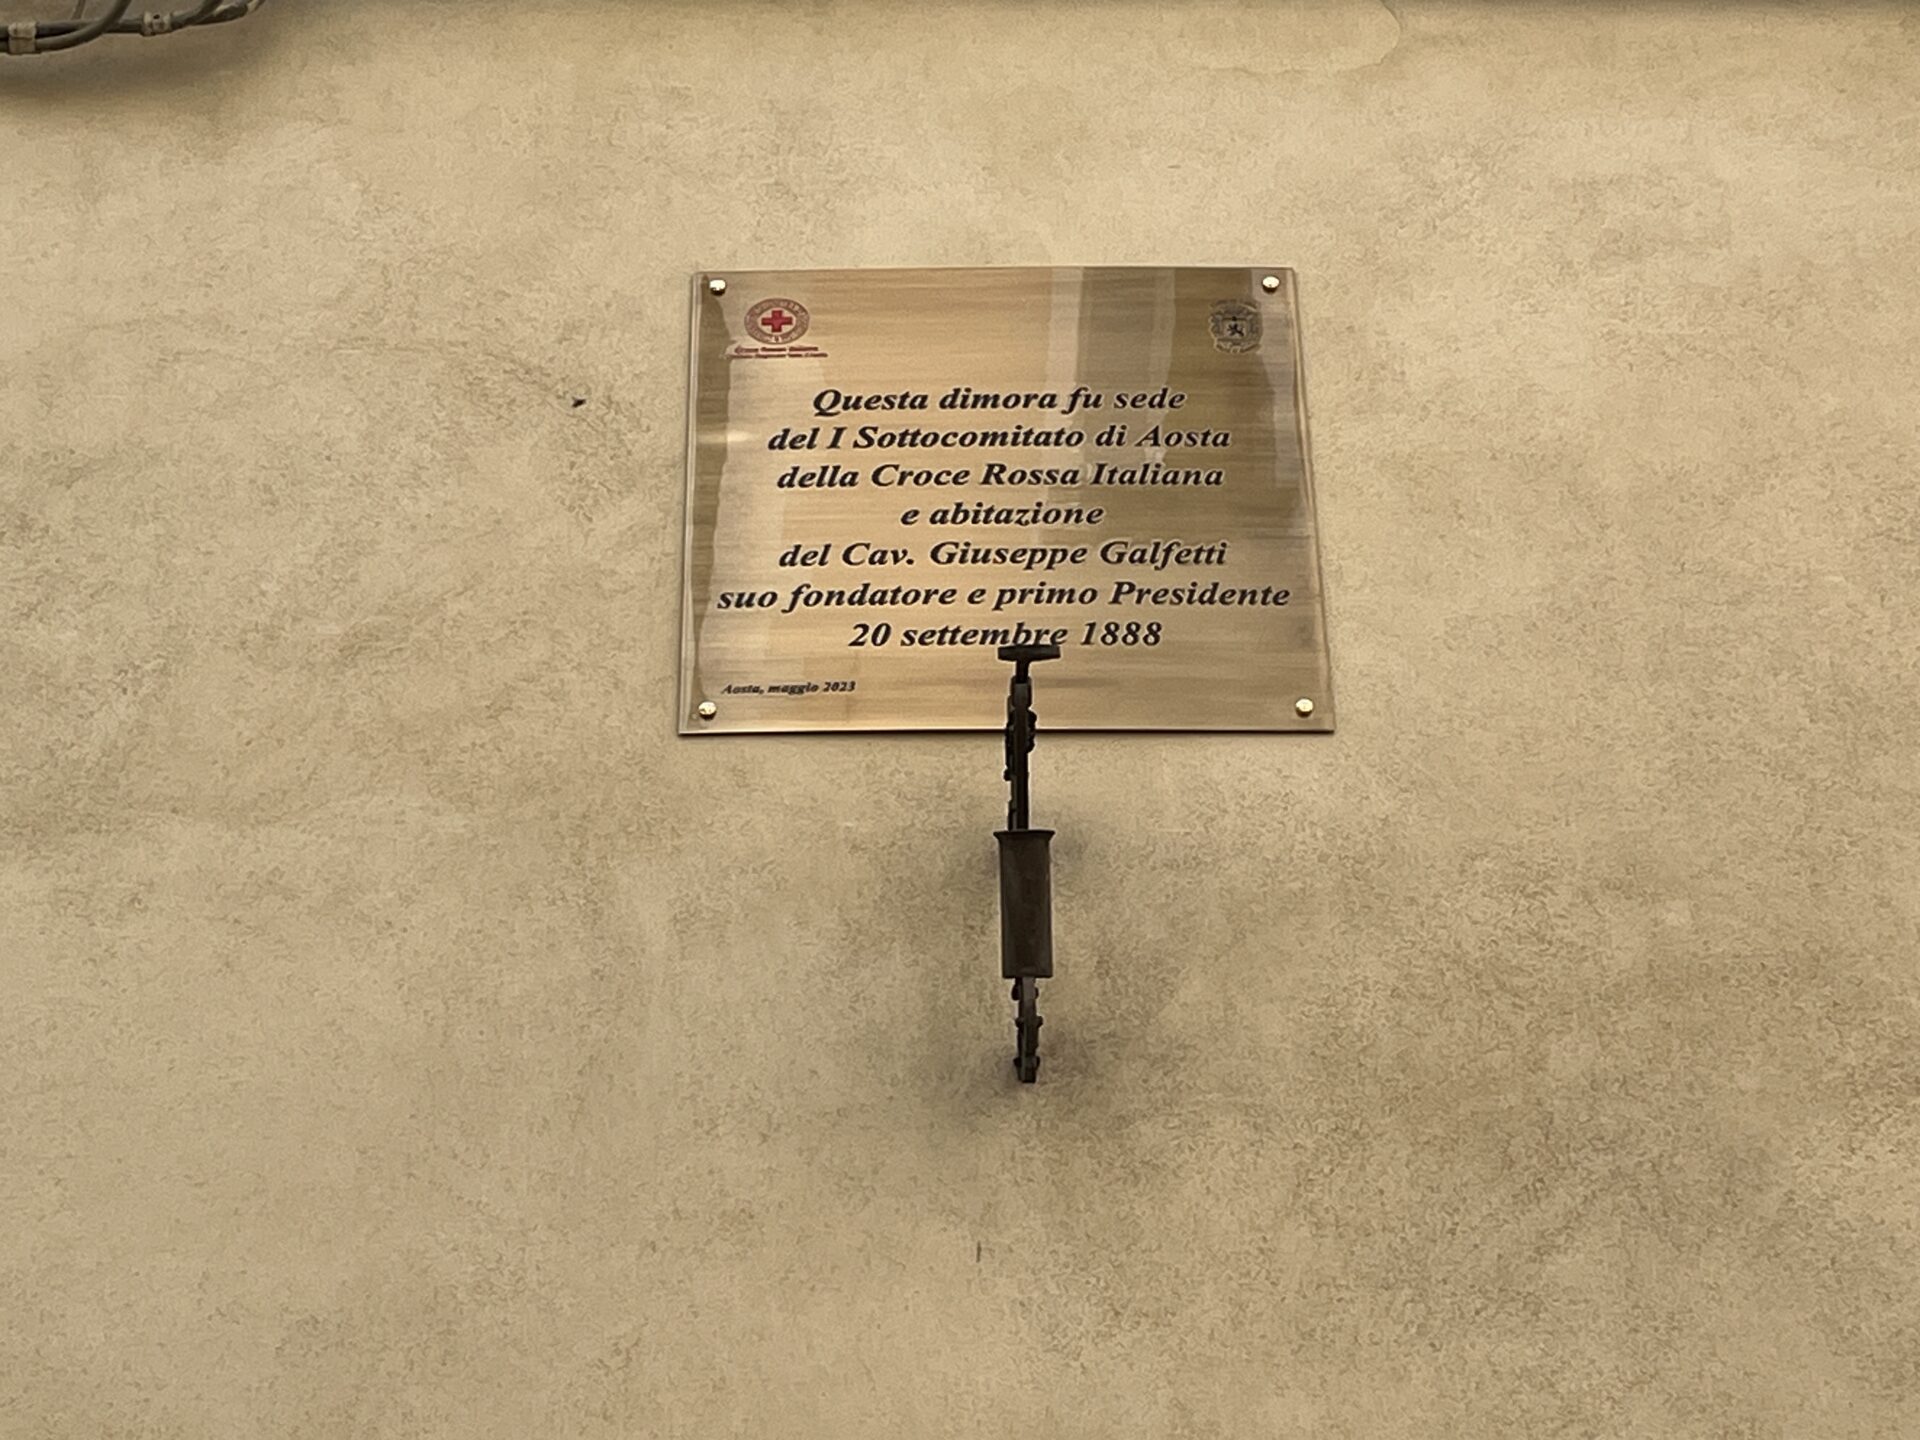 Questa dimora fu sede
del I Sottocomitato di Aosta
della Croce Rossa Italiana
e abitazione
del Cav. Giuseppe Galfetti
suo fondatore e primo Presidente
20 settembre 1888
Aosta, maggio 2023